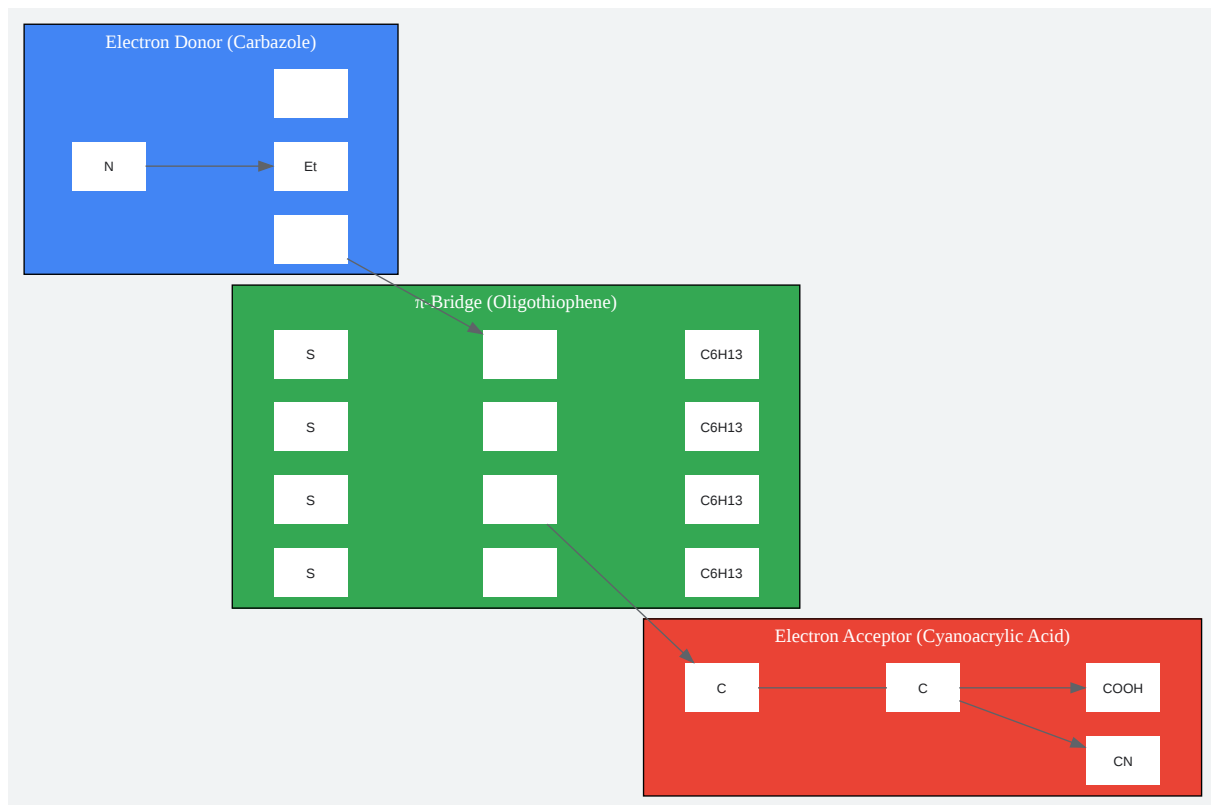 Electron Donor (Carbazole)
N
Et
π-Bridge (Oligothiophene)
S
C6H13
S
C6H13
S
C6H13
S
C6H13
Electron Acceptor (Cyanoacrylic Acid)
C
C
COOH
CN